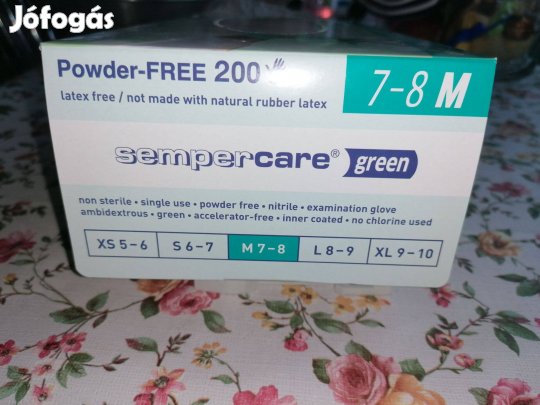 Jófogás
Powder-FREE 200
7-8 M
latex free / not made with natural rubber latex
sempercare® green
non sterile • single use • powder free • nitrile • examination glove
ambidextrous • green • accelerator-free • inner coated • no chlorine used
XS 5-6 S 6-7 M 7-8 L 8-9 XL 9-10